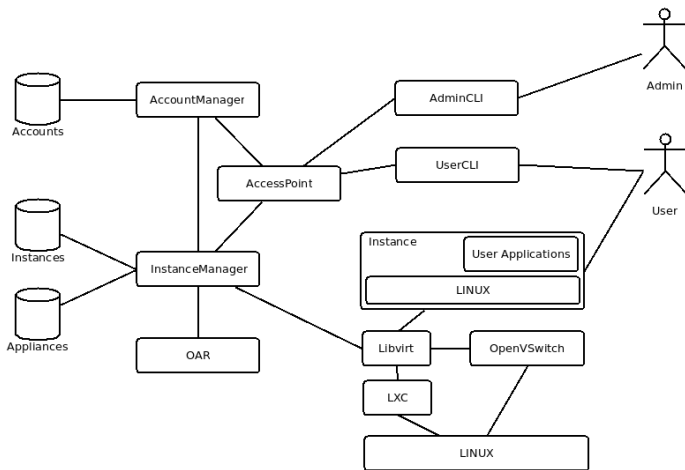 Admin
AccountManager
AdminCLI
Accounts
UserCLI
AccessPoint
User
Instance
User Applications
Instances
InstanceManager
LINUX
Appliances
OAR
Libvirt
OpenVSwitch
LXC
LINUX